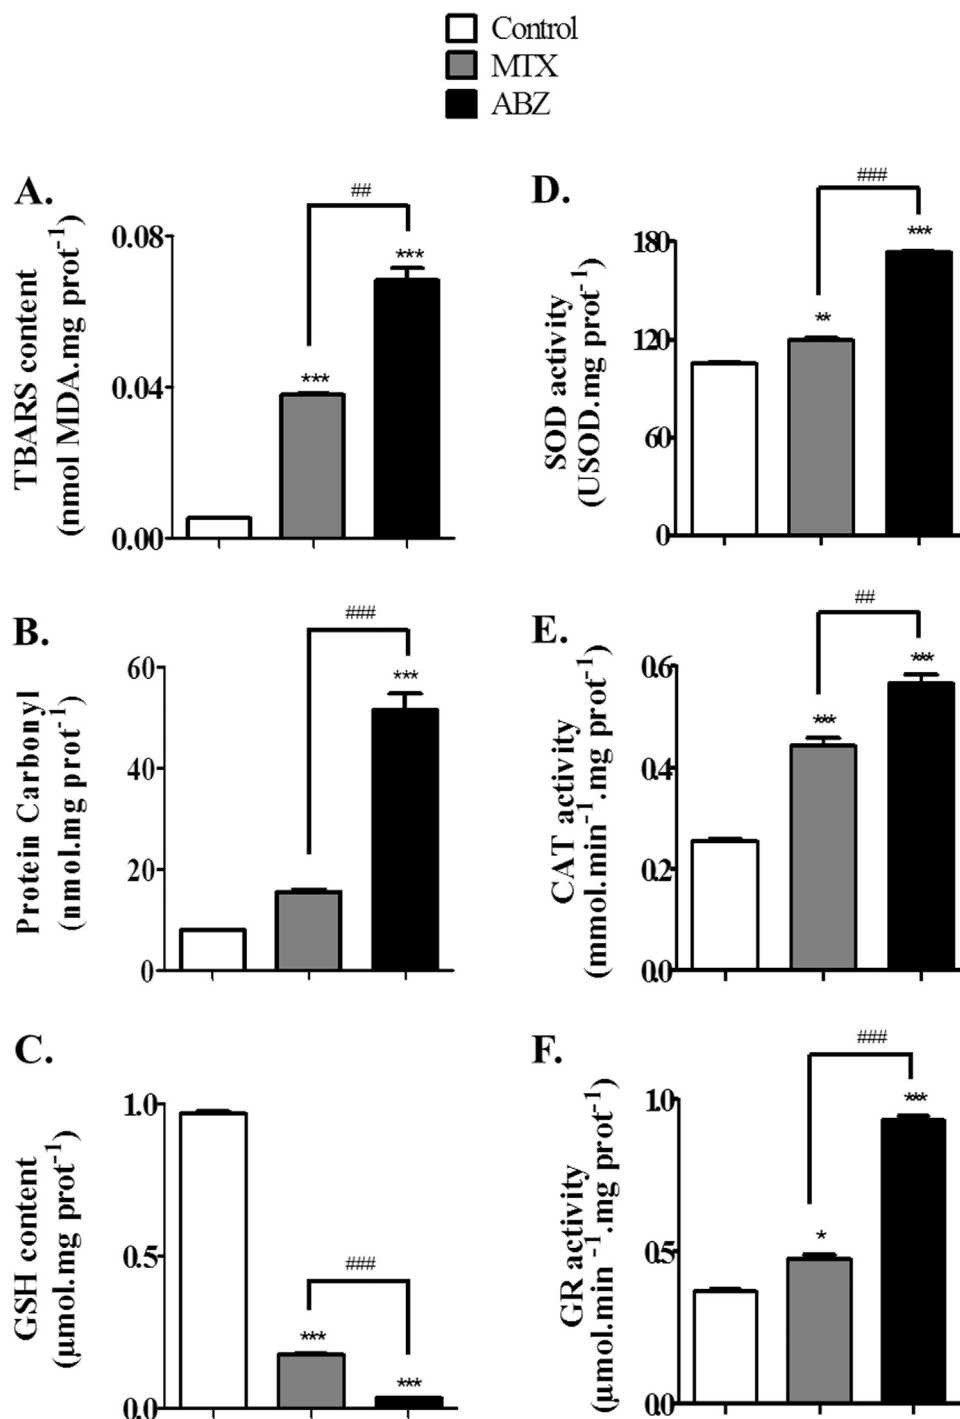 Control
MTX
ABZ
A.
TBARS content
(nmol MDA.mg prot⁻¹)
0.08
0.04
0.00
##
***
***
B.
Protein Carbonyl
(nmol.mg prot⁻¹)
60
40
20
0
###
***
C.
GSH content
(µmol.mg prot⁻¹)
1.0
0.5
0.0
###
***
***
D.
SOD activity
(USOD.mg prot⁻¹)
180
120
60
0
###
**
***
E.
CAT activity
(mmol.min⁻¹.mg prot⁻¹)
0.6
0.4
0.2
0.0
##
***
***
F.
GR activity
(µmol.min ⁻¹.mg prot⁻¹)
1.0
0.5
0.0
###
*
***